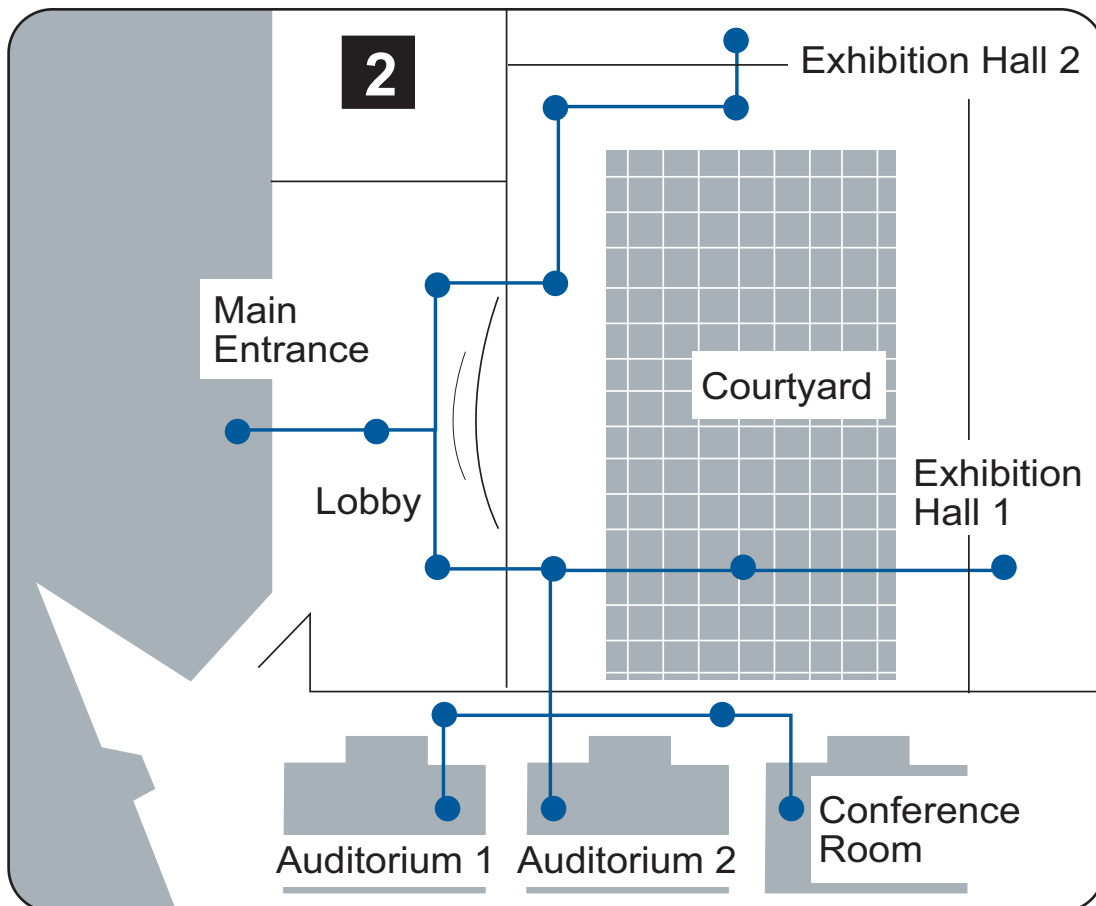 2
Exhibition Hall 2
Main
Entrance
Courtyard
Exhibition
Hall 1
Lobby
Conference
Room
Auditorium 1
Auditorium 2